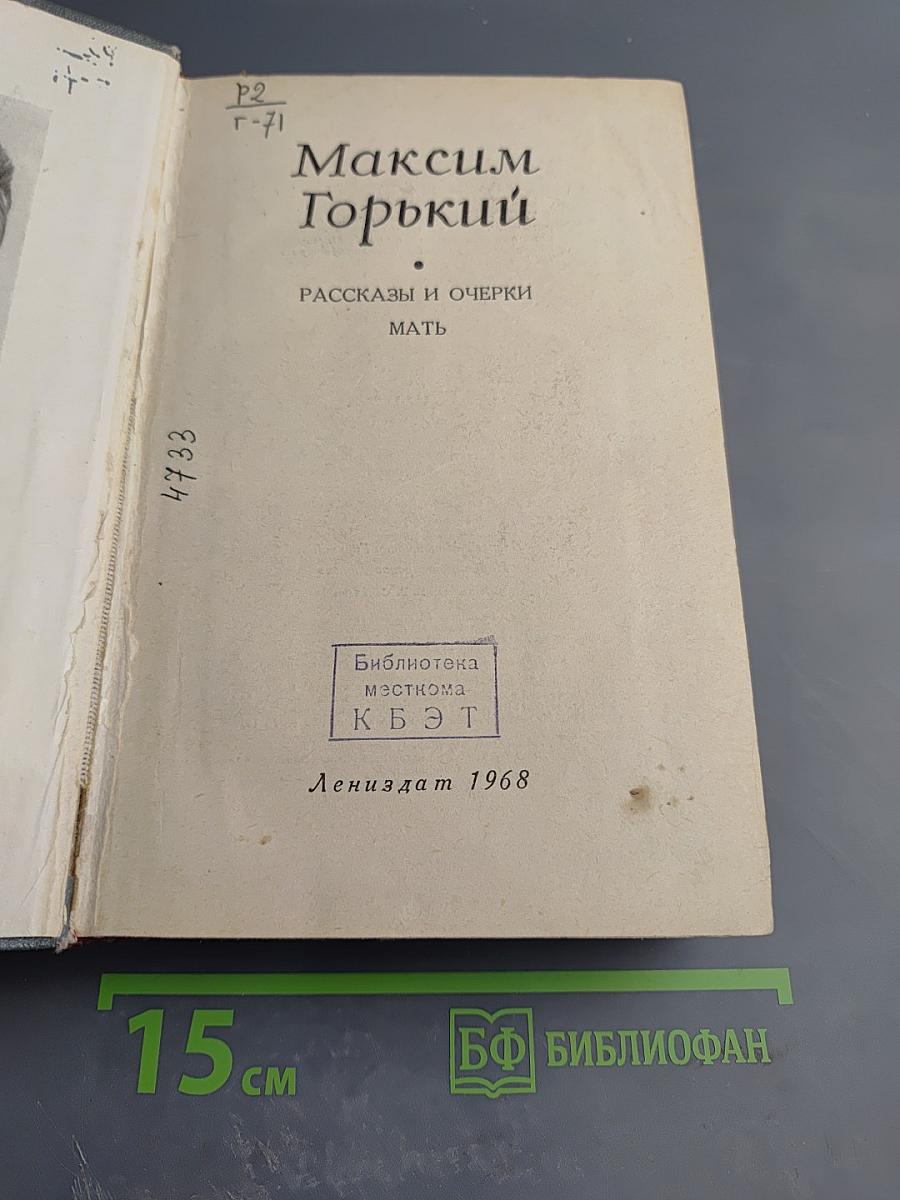 Р2
Г-71
Максим
Горький
РАССКАЗЫ И ОЧЕРКИ
МАТЬ
4733
Библиотека
месткома
КБЭТ
Лениздат 1968
15 см
БФ БИБЛИОФАН